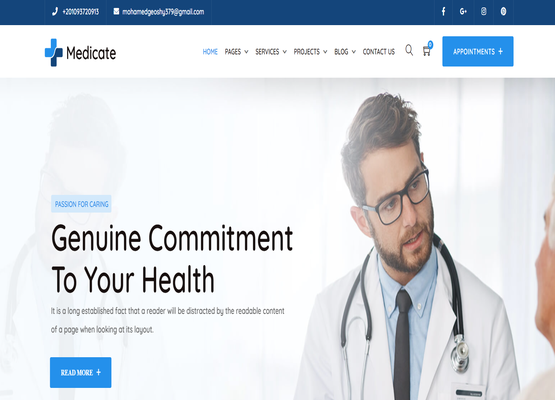 +201093720913
mohamedgeoshy379@gmail.com
Medicate
HOME PAGES SERVICES PROJECTS BLOG CONTACT US
0
APPOINTMENTS +
PASSION FOR CARING
Genuine Commitment
To Your Health
It is a long established fact that a reader will be distracted by the readable content
of a page when looking at its layout.
READ MORE +